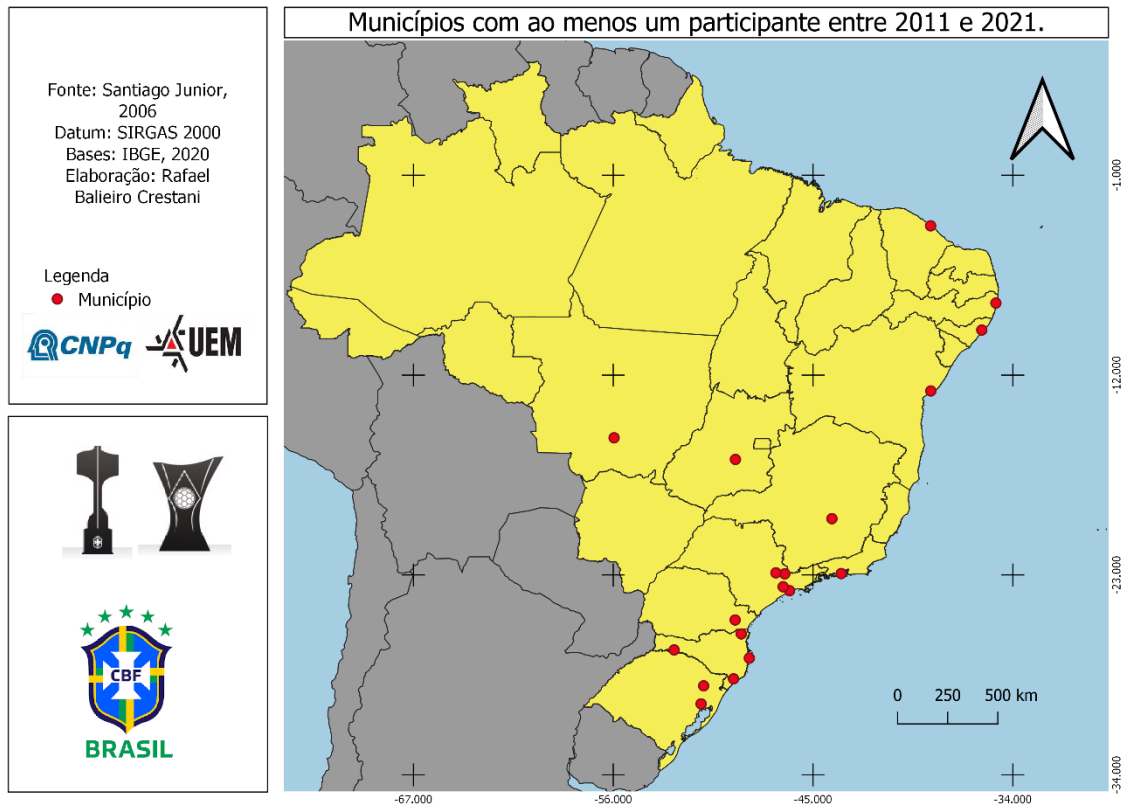 Municípios com ao menos um participante entre 2011 e 2021.
Fonte: Santiago Junior,
2006
Datum: SIRGAS 2000
Bases: IBGE, 2020
Elaboração: Rafael
Balieiro Crestani
Legenda
Município
CNPq
UEM
CBF
BRASIL
0 250 500 km
-1.000
-12.000
-23.000
-34.000
-67.000 -56.000 -45.000 -34.000